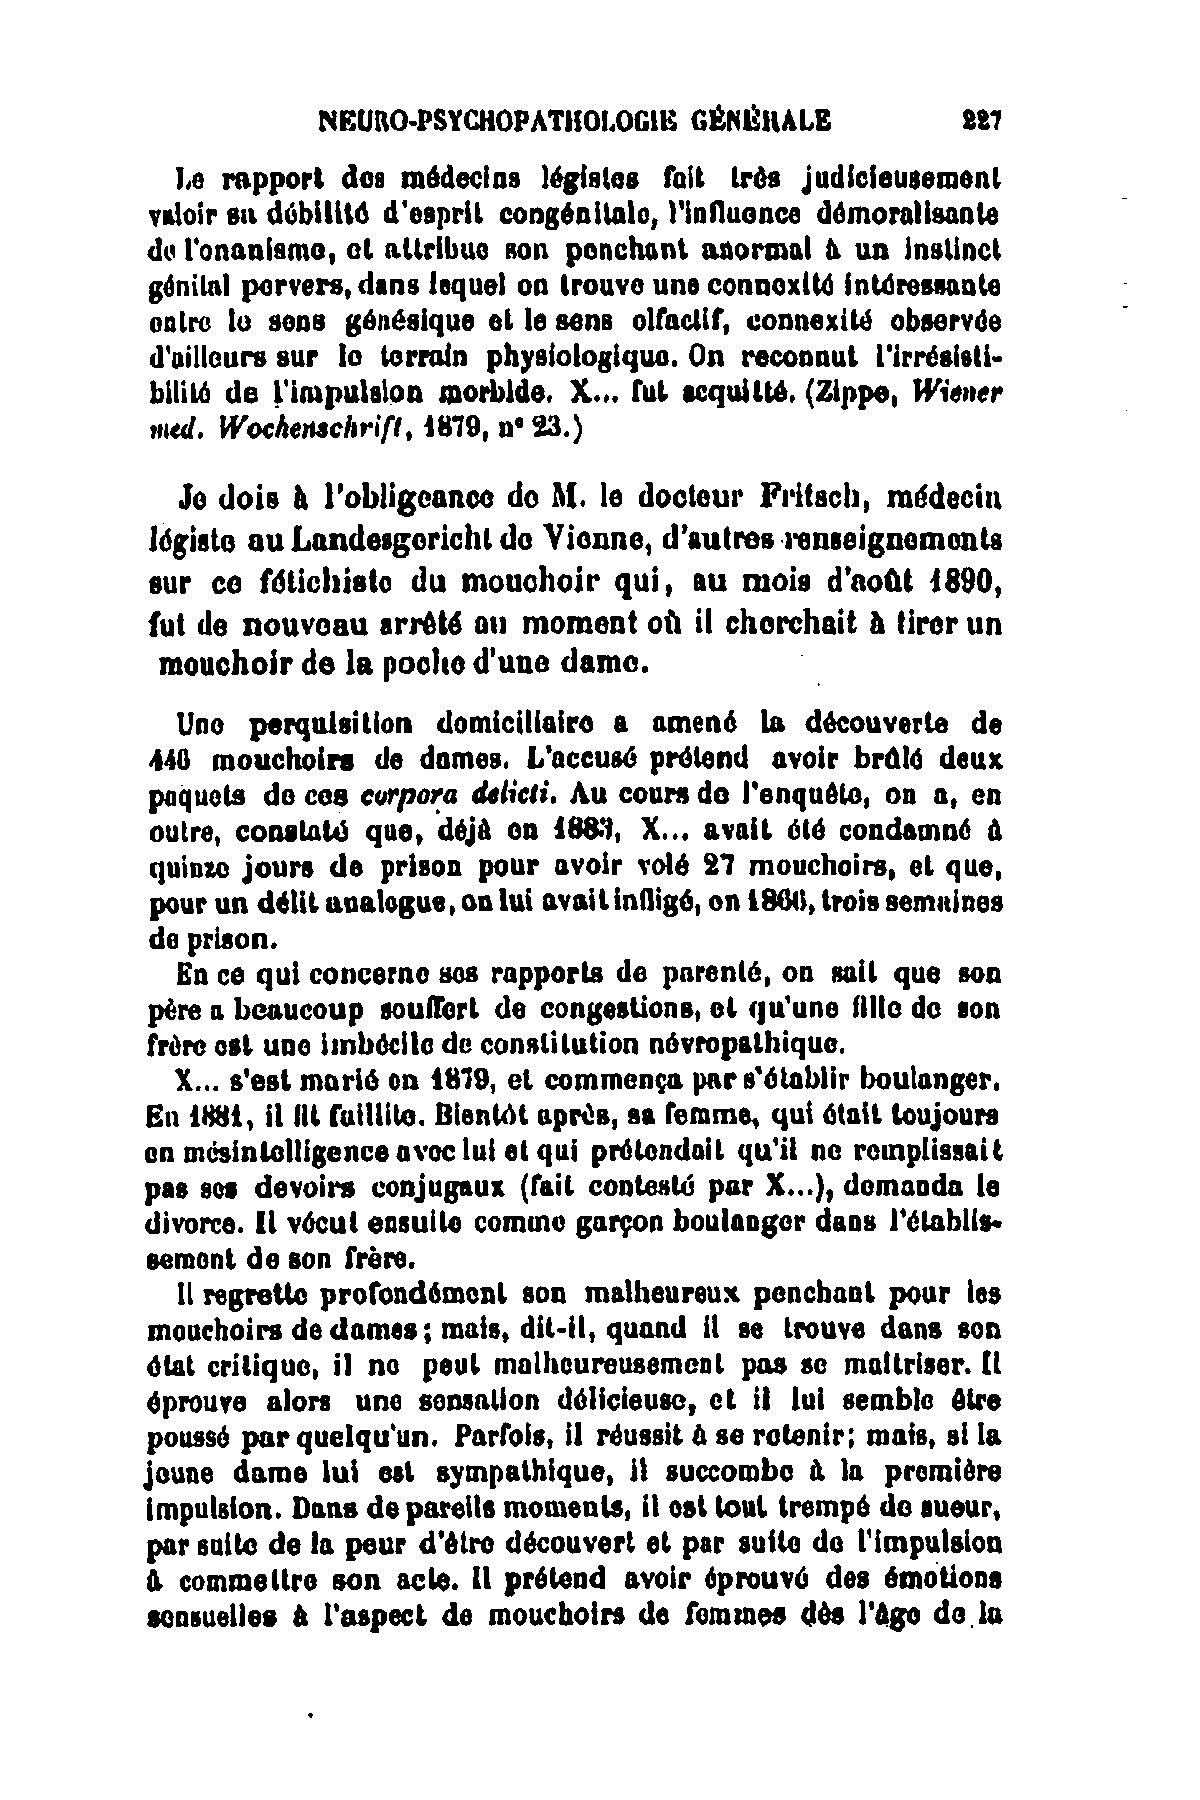 NEURO-PSYCHOPATHOLOGIE GÉNÉRALE 227
Le rapport des médecins légistes fait très judicieusement
valoir sa débilité d'esprit congénitale, l'influence démoralisante
de l'onanisme, et attribue son penchant anormal à un instinct
génital pervers, dans lequel on trouve une connexité intéressante
entre le sens génésique et le sens olfactif, connexité observée
d'ailleurs sur le terrain physiologique. On reconnut l'irrésisti-
bilité de l'impulsion morbide. X... fut acquitté. (Zippe, Wiener
med. Wochenschrift, 1879, n° 23.)
Je dois à l'obligeance de M. le docteur Fritsch, médecin
légiste au Landesgericht de Vienne, d'autres renseignements
sur ce fétichiste du mouchoir qui, au mois d'août 1890,
fut de nouveau arrêté au moment où il cherchait à tirer un
mouchoir de la poche d'une dame.
Une perquisition domiciliaire a amené la découverte de
446 mouchoirs de dames. L'accusé prétend avoir brûlé deux
paquets de ces corpora delicti. Au cours de l'enquête, on a, en
outre, constaté que, déjà en 1883, X... avait été condamné à
quinze jours de prison pour avoir volé 27 mouchoirs, et que,
pour un délit analogue, on lui avait infligé, en trois semaines
de prison.
En ce qui concerne ses rapports de parenté, on sait que son
père a beaucoup souffert de congestions, et qu'une fille de son
frère est une imbécile de constitution névropathique.
X... s'est marié en 1879, et commença par s'établir boulanger.
En 1881, il fit faillite. Bientôt après, sa femme, qui était toujours
en mésintelligence avec lui et qui prétendait qu'il ne remplissait
pas ses devoirs conjugaux (fait contesté par X...), demanda le
divorce. Il vécut ensuite comme garçon boulanger dans l'établis-
sement de son frère.
Il regrette profondément son malheureux penchant pour les
mouchoirs de dames ; mais, dit-il, quand il se trouve dans son
état critique, il ne peut malheureusement pas se maîtriser. Il
éprouve alors une sensation délicieuse, et il lui semble être
poussé par quelqu'un. Parfois, il réussit à se retenir ; mais, si la
jeune dame lui est sympathique, il succombe à la première
impulsion. Dans de pareils moments, il est tout trempé de sueur,
par suite de la peur d'être découvert et par suite de l'impulsion
à commettre son acte. Il prétend avoir éprouvé des émotions
sensuelles à l'aspect de mouchoirs de femmes dès l'âge de la